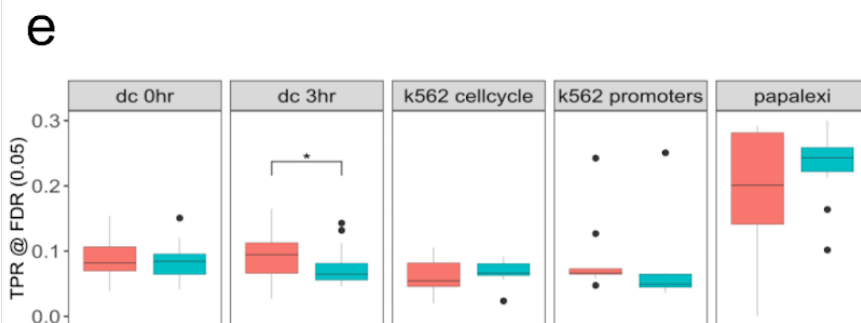 e
dc 0hr
dc 3hr
k562 cellcycle
k562 promoters
papalexi
TPR @ FDR (0.05)
0.3
0.2
0.1
0.0
*